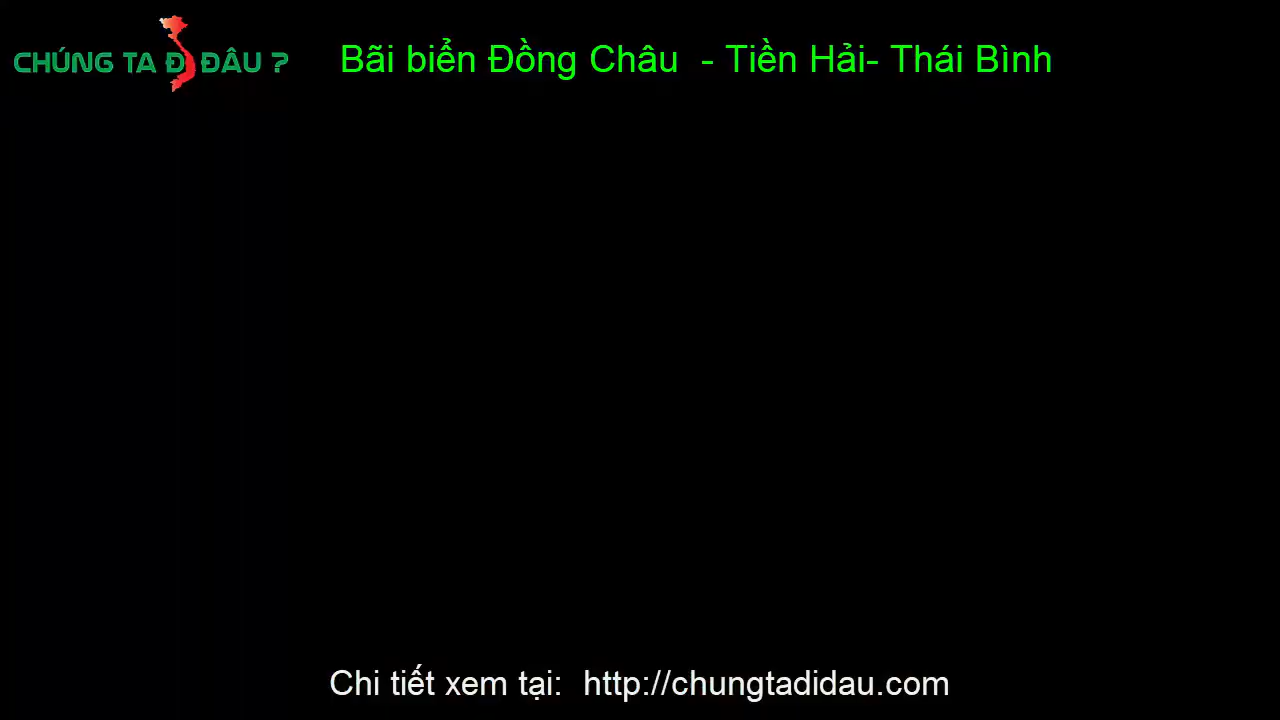 CHÚNG TA ĐI ĐÂU ?
Bãi biển Đồng Châu - Tiền Hải- Thái Bình
Chi tiết xem tại: http://chungtadidau.com